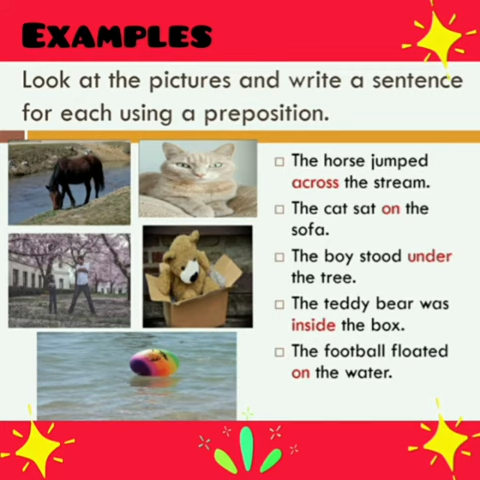 EXAMPLES
Look at the pictures and write a sentence
for each using a preposition.
The horse jumped
across the stream.
The cat sat on the
sofa.
The boy stood under
the tree.
The teddy bear was
inside the box.
The football floated
on the water.